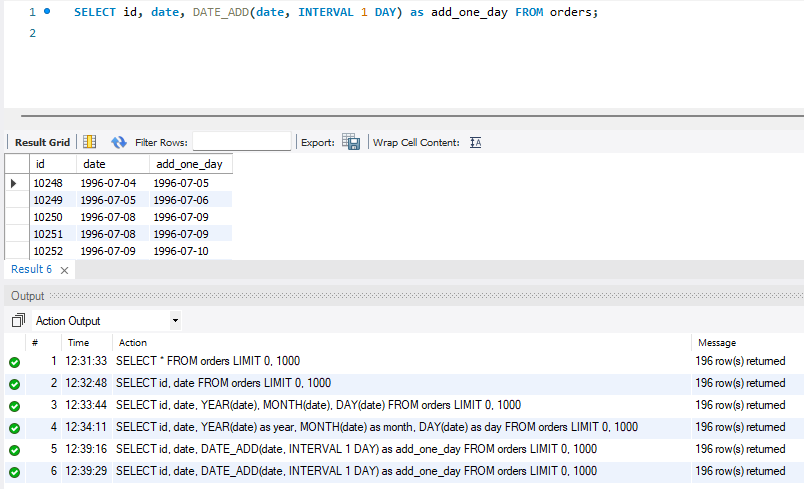 1 SELECT id, date, DATE_ADD(date, INTERVAL 1 DAY) as add_one_day FROM orders;
2
Result Grid Filter Rows: Export: Wrap Cell Content:
id date add_one_day
10248 1996-07-04 1996-07-05
10249 1996-07-05 1996-07-06
10250 1996-07-08 1996-07-09
10251 1996-07-08 1996-07-09
10252 1996-07-09 1996-07-10
Result 6
Output
Action Output
# Time Action Message
1 12:31:33 SELECT * FROM orders LIMIT 0, 1000 196 row(s) returned
2 12:32:48 SELECT id, date FROM orders LIMIT 0, 1000 196 row(s) returned
3 12:33:44 SELECT id, date, YEAR(date), MONTH(date), DAY(date) FROM orders LIMIT 0, 1000 196 row(s) returned
4 12:34:11 SELECT id, date, YEAR(date) as year, MONTH(date) as month, DAY(date) as day FROM orders LIMIT 0, 1000 196 row(s) returned
5 12:39:16 SELECT id, date, DATE_ADD(date, INTERVAL 1 DAY) as add_one_day FROM orders LIMIT 0, 1000 196 row(s) returned
6 12:39:29 SELECT id, date, DATE_ADD(date, INTERVAL 1 DAY) as add_one_day FROM orders LIMIT 0, 1000 196 row(s) returned